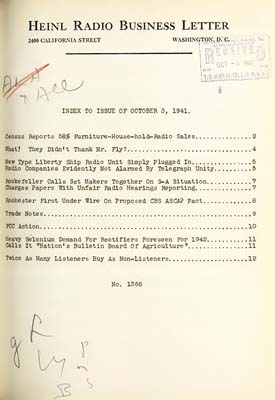 HEINL RADIO BUSINESS LETTER
2400 CALIFORNIA STREET WASHINGTON, D. C.
RECEIVED
INDEX TO ISSUE OF OCTOBER 3, 1941.
Census Reports 58% Furniture-House-hold-Radio Sales..............2
What! They Didn't Thank Mr. Fly?.................................4
New Type Liberty Ship Radio Unit Simply Plugged In...............5
Radio Companies Evidently Not Alarmed By Telegraph Unity.........5
Rockefeller Calls Set Makers Together On S-A Situation...........7
Charges Papers With Unfair Radio Hearings Reporting..............7
Rochester First Under Wire On Proposed CBS ASCAP Pact............8
Trade Notes......................................................9
FCC Action......................................................10
Heavy Selenium Demand For Rectifiers Foreseen For 1942..........11
Calls It "Nation's Bulletin Board Of Agriculture"...............11
Twice As Many Listeners Buy As Non-Listeners....................12
No. 1368